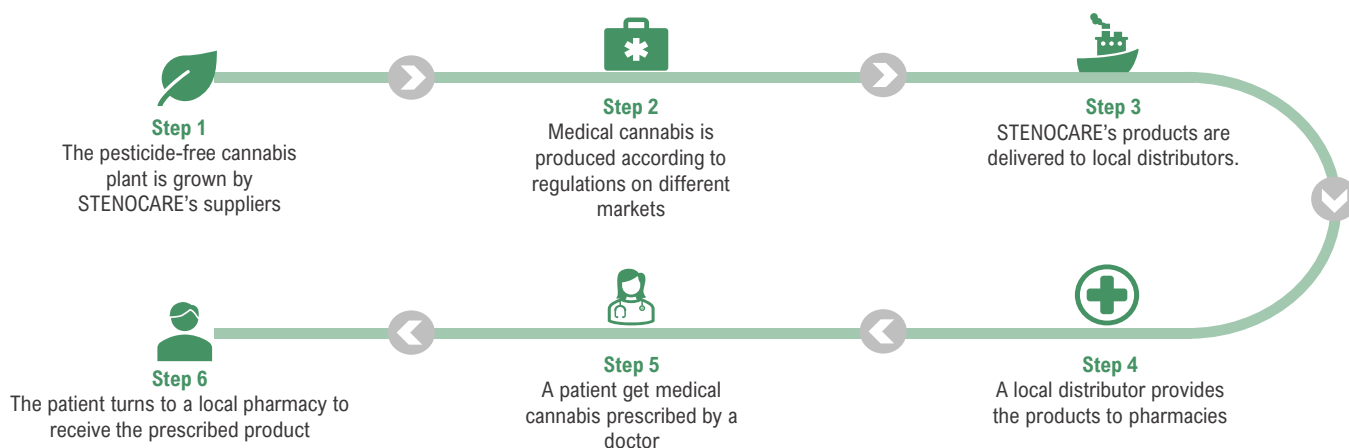 Step 1
The pesticide-free cannabis
plant is grown by
STENOCARE's suppliers
Step 2
Medical cannabis is
produced according to
regulations on different
markets
Step 3
STENOCARE's products are
delivered to local distributors.
Step 4
A local distributor provides
the products to pharmacies
Step 5
A patient get medical
cannabis prescribed by a
doctor
Step 6
The patient turns to a local pharmacy to
receive the prescribed product